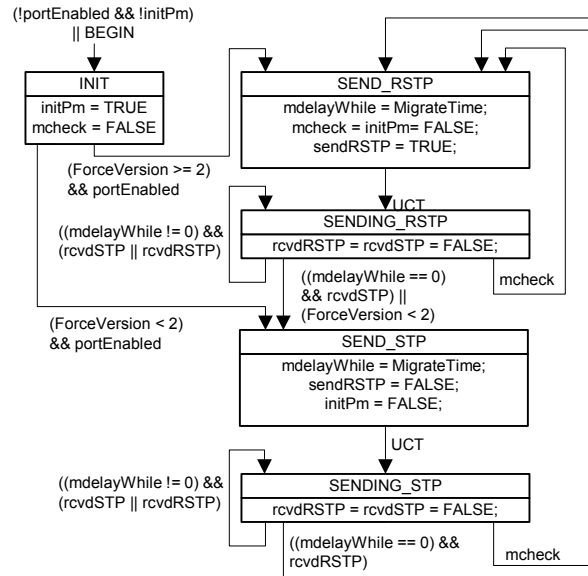 (!portEnabled && !initPm)
|| BEGIN
INIT
initPm = TRUE
mcheck = FALSE
SEND_RSTP
mdelayWhile = MigrateTime;
mcheck = initPm= FALSE;
sendRSTP = TRUE;
(ForceVersion >= 2)
&& portEnabled
UCT
((mdelayWhile != 0) &&
(rcvdSTP || rcvdRSTP)
SENDING_RSTP
rcvdRSTP = rcvdSTP = FALSE;
mcheck
((mdelayWhile == 0)
&& rcvdSTP) ||
(ForceVersion < 2)
(ForceVersion < 2)
&& portEnabled
SEND_STP
mdelayWhile = MigrateTime;
sendRSTP = FALSE;
initPm = FALSE;
UCT
((mdelayWhile != 0) &&
(rcvdSTP || rcvdRSTP)
SENDING_STP
rcvdRSTP = rcvdSTP = FALSE;
((mdelayWhile == 0) &&
rcvdRSTP)
mcheck